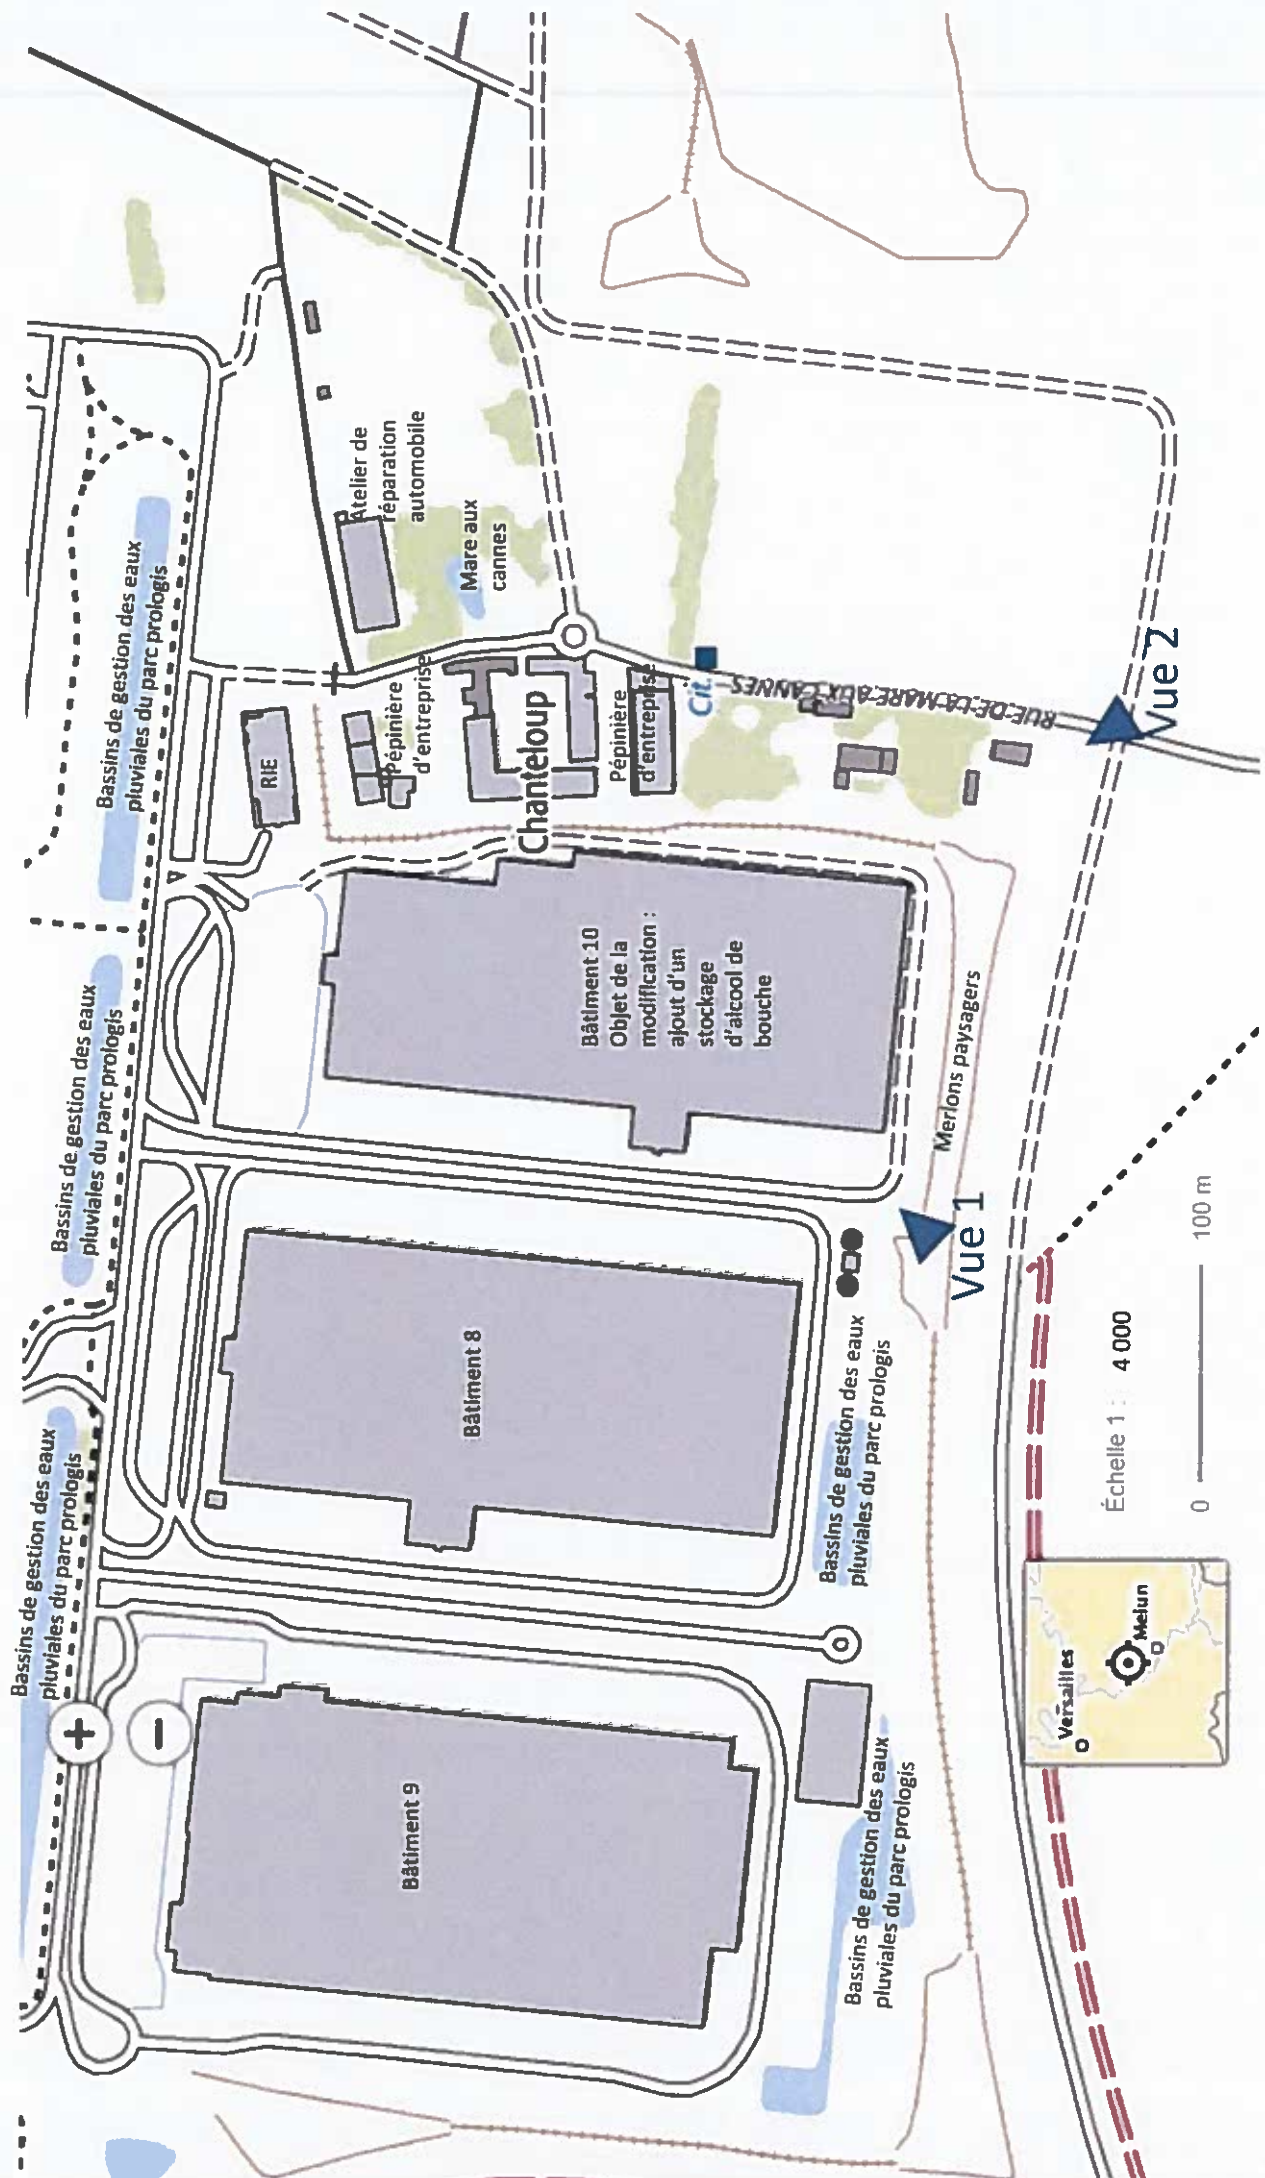 Bassins de gestion des eaux
pluviales du parc prologis
Bassins de gestion des eaux
pluviales du parc prologis
Bassins de gestion des eaux
pluviales du parc prologis
RIE
Atelier de
réparation
automobile
Mare aux
cannes
Pépinière
d'entreprise
Chanteloup
Pépinière
d'entreprise
Cit.
RUE DE LA MARE AUX CANNES
Bâtiment 9
Bâtiment 8
Bâtiment 10
Objet de la
modification :
ajout d'un
stockage
d'alcool de
bouche
Bassins de gestion des eaux
pluviales du parc prologis
Bassins de gestion des eaux
pluviales du parc prologis
Merlons paysagers
Vue 1
Vue 2
Versailles
Melun
Échelle 1 : 4 000
0 100 m